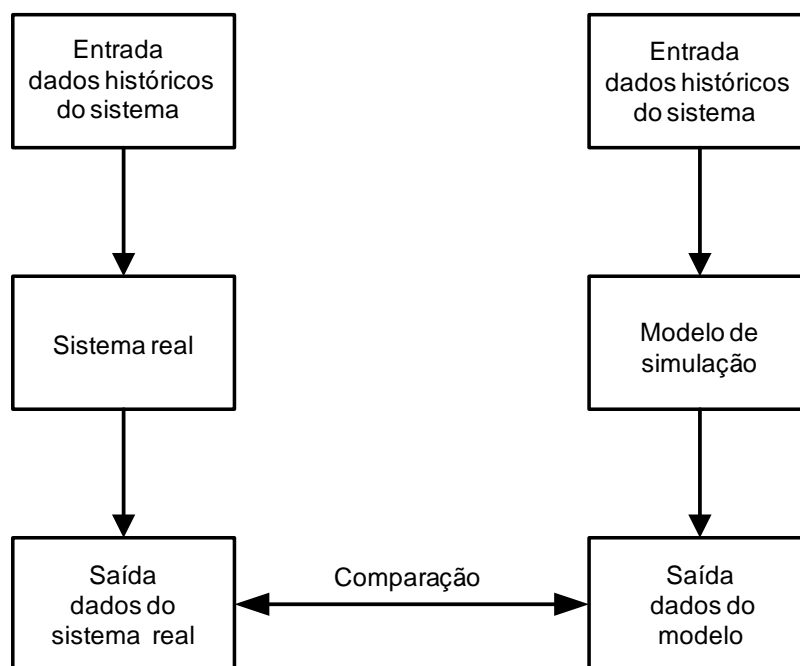 Entrada
dados históricos
do sistema
Entrada
dados históricos
do sistema
Sistema real
Modelo de
simulação
Saída
dados do
sistema real
Comparação
Saída
dados do
modelo